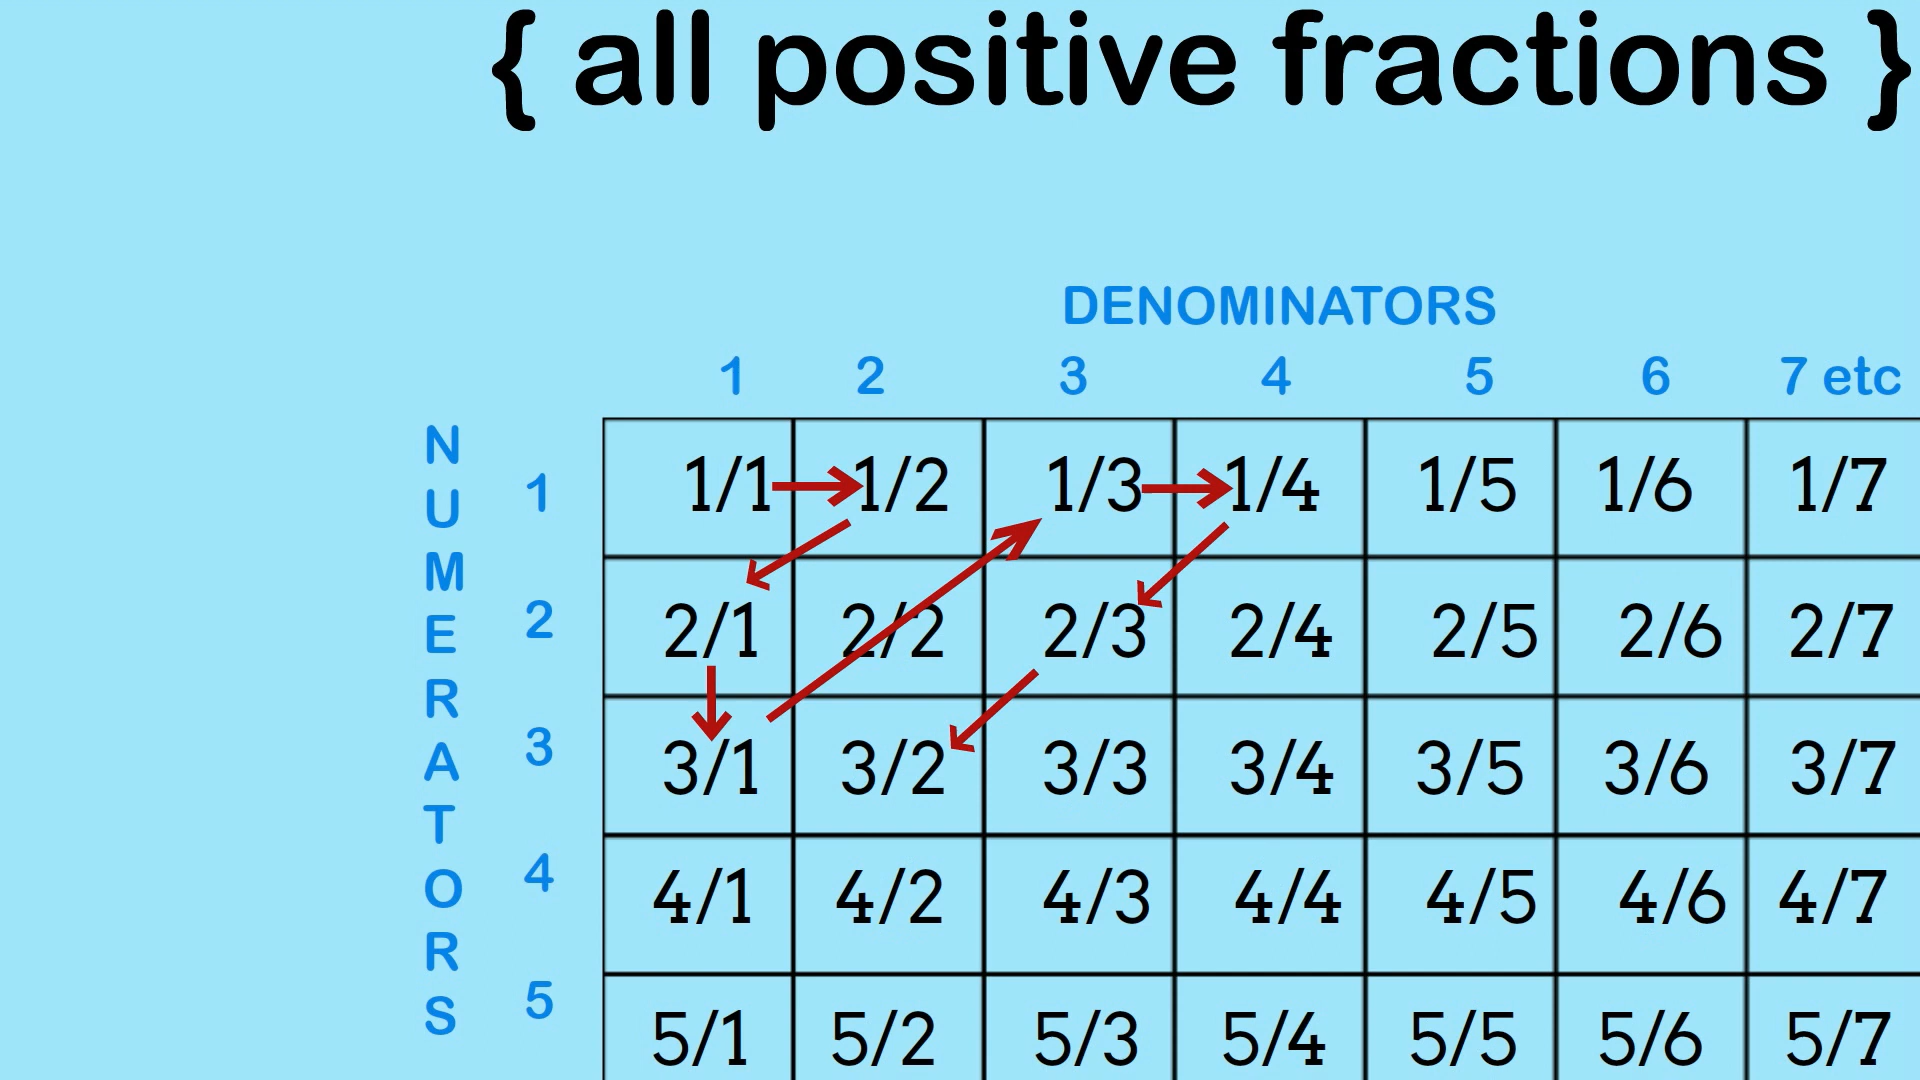 { all positive fractions }
DENOMINATORS
1 2 3 4 5 6 7 etc
NUMERATORS
1 1/1 1/2 1/3 1/4 1/5 1/6 1/7
2 2/1 2/2 2/3 2/4 2/5 2/6 2/7
3 3/1 3/2 3/3 3/4 3/5 3/6 3/7
4 4/1 4/2 4/3 4/4 4/5 4/6 4/7
5 5/1 5/2 5/3 5/4 5/5 5/6 5/7